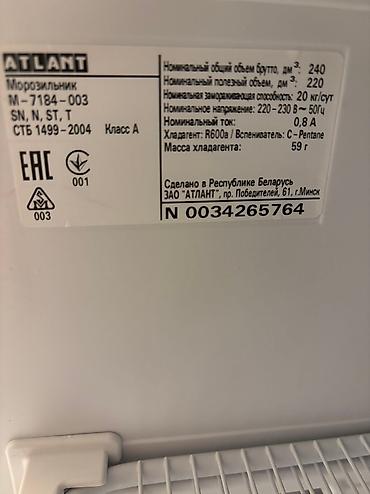 ATLANT
Морозильник
М-7184-003
SN, N, ST, T
СТБ 1499-2004 Класс А
EAC
001
003
Номинальный общий объем брутто, дм³: 240
Номинальный полезный объем, дм³: 220
Номинальная замораживающая способность: 20 кг/сут
Номинальное напряжение: 220-230 В ~ 50Гц
Номинальный ток: 0,8 А
Хладагент: R600a / Вспениватель: C-Pentane
Масса хладагента: 59 г
Сделано в Республике Беларусь
ЗАО "АТЛАНТ", пр. Победителей, 61, г.Минск
N 0034265764